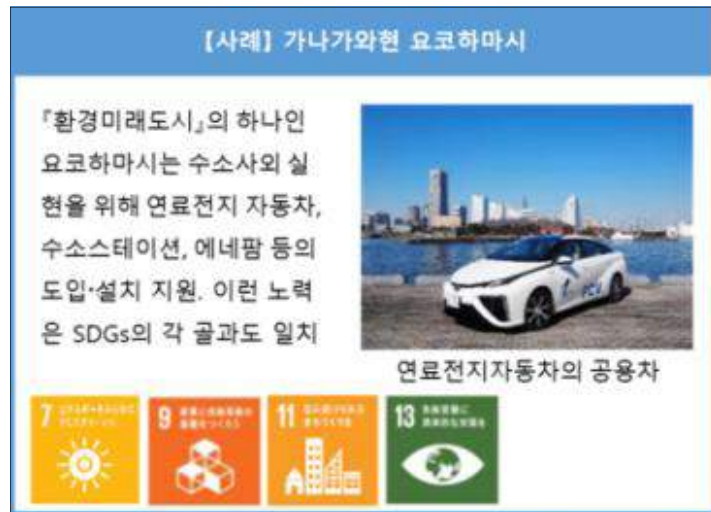 【사례】 가나가와현 요코하마시
『환경미래도시』의 하나인
요코하마시는 수소사외 실
현을 위해 연료전지 자동차,
수소스테이션, 에네팜 등의
도입·설치 지원. 이런 노력
은 SDGs의 각 골과도 일치
FCV
연료전지자동차의 공용차
7
9
11
13